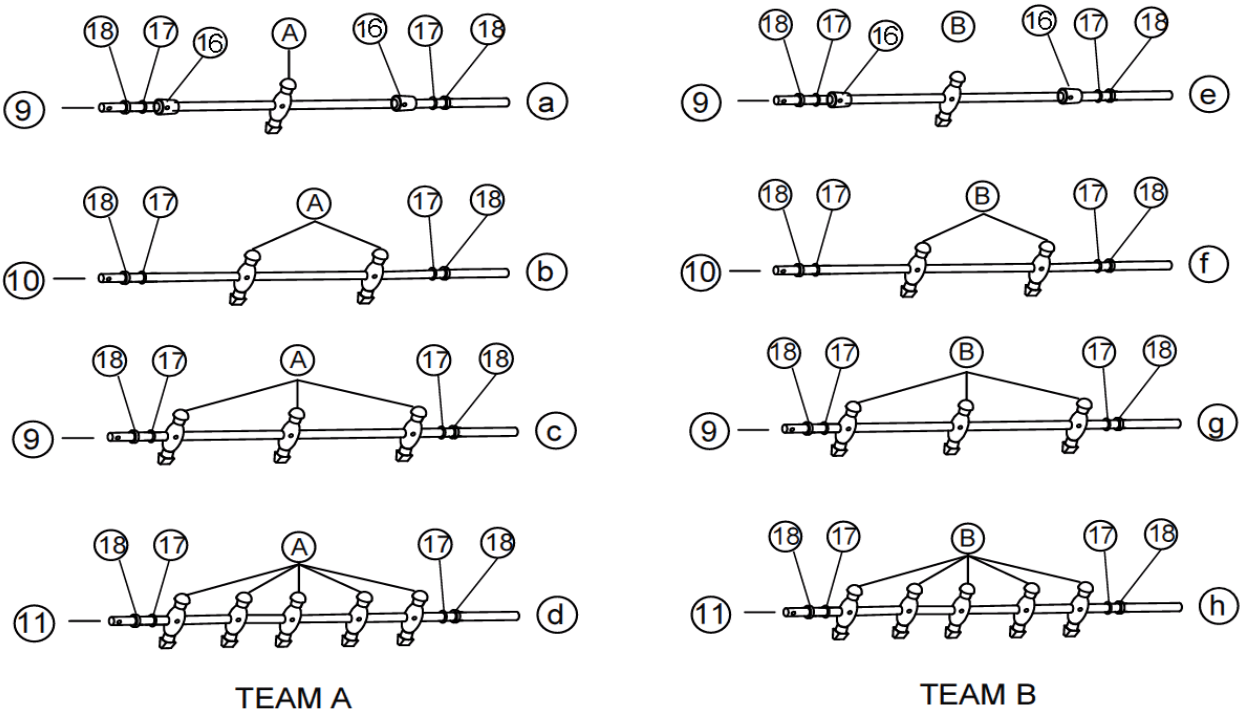 18 17 16 A 16 17 18 18 17 16 B 16 17 18
9 a 9 e
18 17 A 17 18 18 17 B 17 18
10 b 10 f
18 17 A 17 18 18 17 B 17 18
9 c 9 g
18 17 A 17 18 18 17 B 17 18
11 d 11 h
TEAM A TEAM B